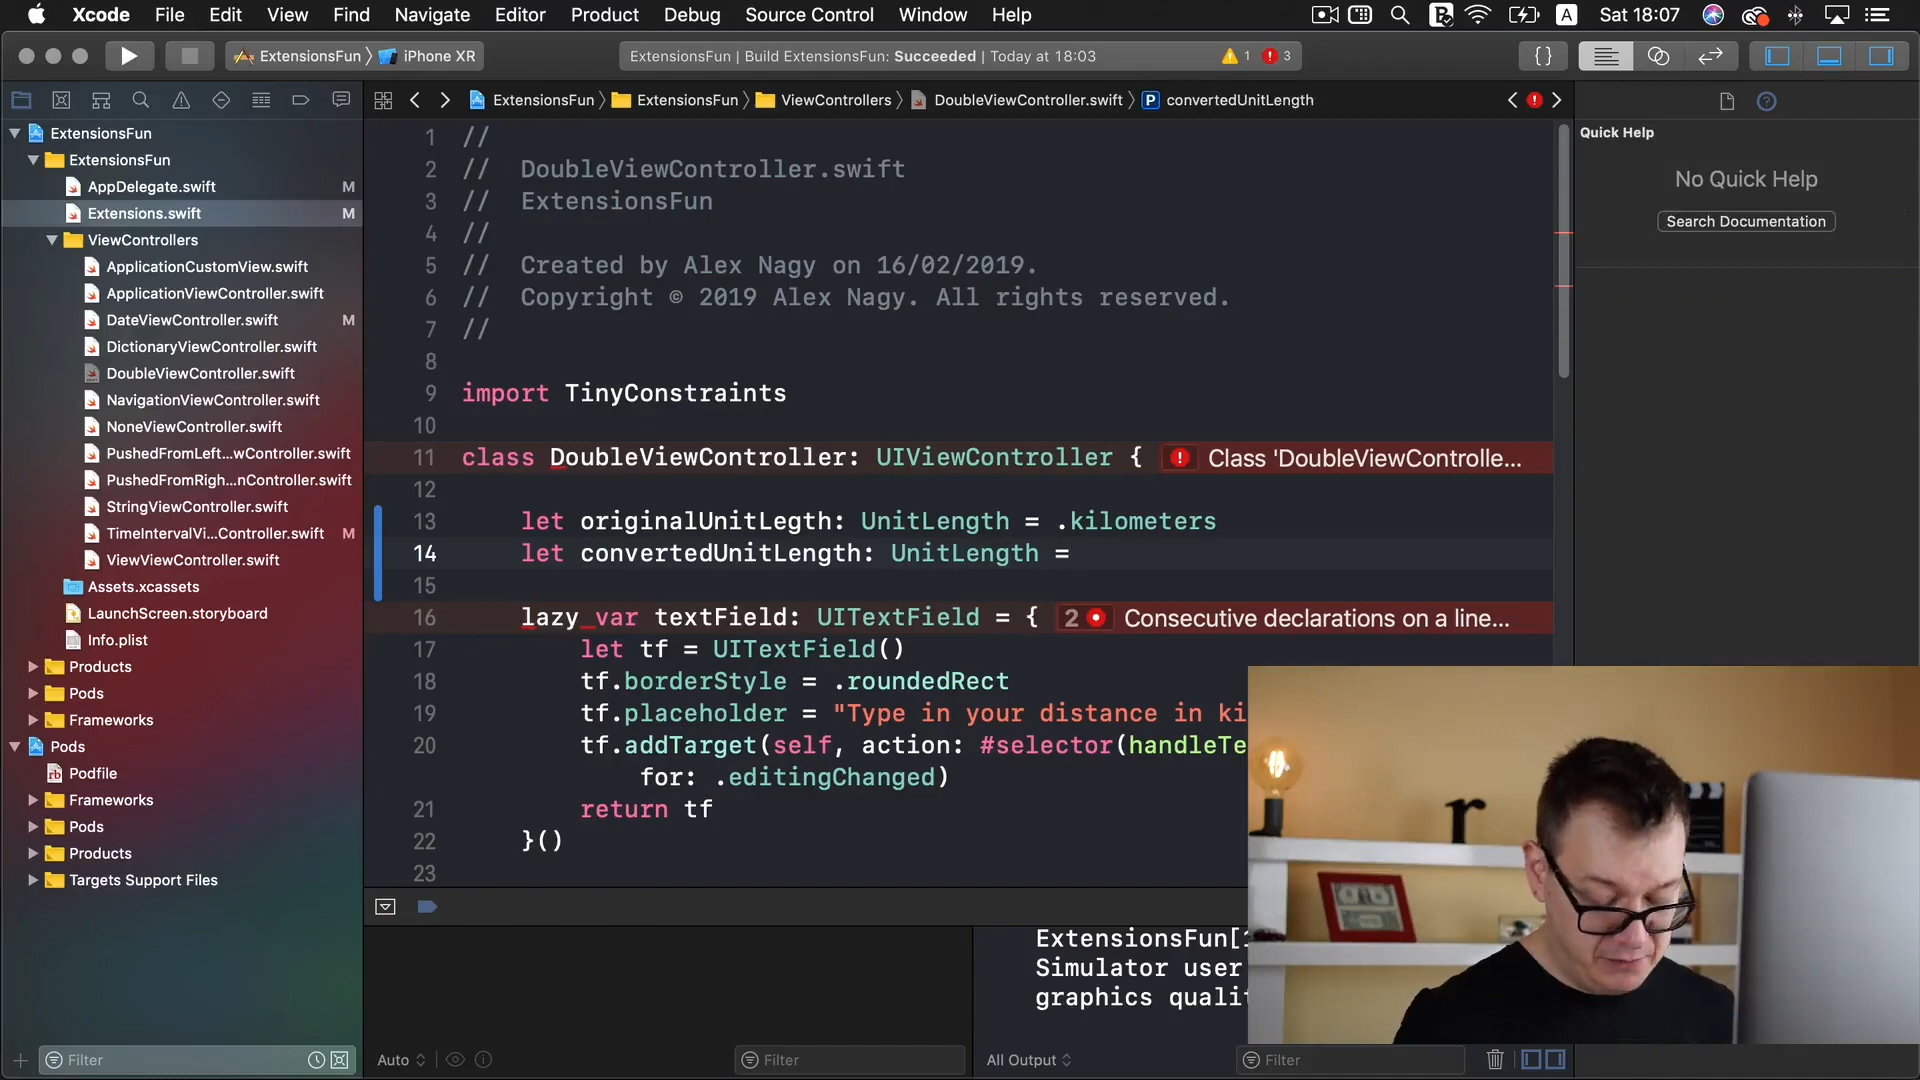 Xcode File Edit View Find Navigate Editor Product Debug Source Control Window Help A Sat 18:07
ExtensionsFun iPhone XR ExtensionsFun | Build ExtensionsFun: Succeeded | Today at 18:03 1 3 {}
ExtensionsFun ExtensionsFun ViewControllers DoubleViewController.swift P convertedUnitLength
ExtensionsFun
ExtensionsFun
AppDelegate.swift M
Extensions.swift M
ViewControllers
ApplicationCustomView.swift
ApplicationViewController.swift
DateViewController.swift M
DictionaryViewController.swift
DoubleViewController.swift
NavigationViewController.swift
NoneViewController.swift
PushedFromLeft...wController.swift
PushedFromRigh...nController.swift
StringViewController.swift
TimeIntervalVi...Controller.swift M
ViewViewController.swift
Assets.xcassets
LaunchScreen.storyboard
Info.plist
Products
Pods
Frameworks
Pods
rb Podfile
Frameworks
Pods
Products
Targets Support Files
Filter
1 //
2 //  DoubleViewController.swift
3 //  ExtensionsFun
4 //
5 //  Created by Alex Nagy on 16/02/2019.
6 //  Copyright © 2019 Alex Nagy. All rights reserved.
7 //
8
9 import TinyConstraints
10
11 class DoubleViewController: UIViewController { Class 'DoubleViewControlle...
12
13 let originalUnitLegth: UnitLength = .kilometers
14 let convertedUnitLength: UnitLength =
15
16 lazy var textField: UITextField = { 2 Consecutive declarations on a line...
17 let tf = UITextField()
18 tf.borderStyle = .roundedRect
19 tf.placeholder = "Type in your distance in ki
20 tf.addTarget(self, action: #selector(handleTe
for: .editingChanged)
21 return tf
22 }()
23
Auto Filter
ExtensionsFun[
Simulator user
graphics quali
All Output Filter
Quick Help
No Quick Help
Search Documentation